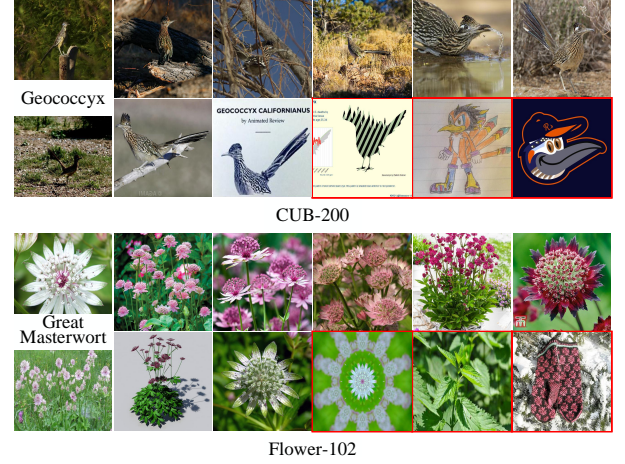 Geococcyx
GEOCOCCYX CALIFORNIANUS
by Animated Review
CUB-200
Great
Masterwort
Flower-102